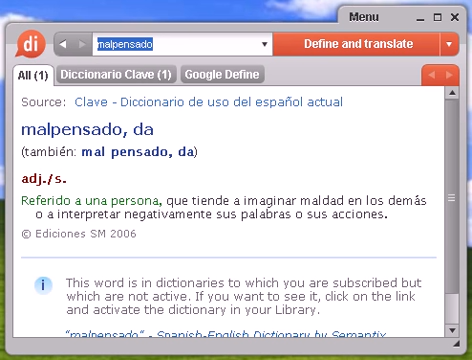 Menu
di
malpensado
Define and translate
All (1)
Diccionario Clave (1)
Google Define
Source: Clave - Diccionario de uso del español actual
malpensado, da
(también: mal pensado, da)
adj./s.
Referido a una persona, que tiende a imaginar maldad en los demás
o a interpretar negativamente sus palabras o sus acciones.
© Ediciones SM 2006
i
This word is in dictionaries to which you are subscribed but
which are not active. If you want to see it, click on the link
and activate the dictionary in your Library.
"malpensado" - Spanish-English Dictionary by Semantix